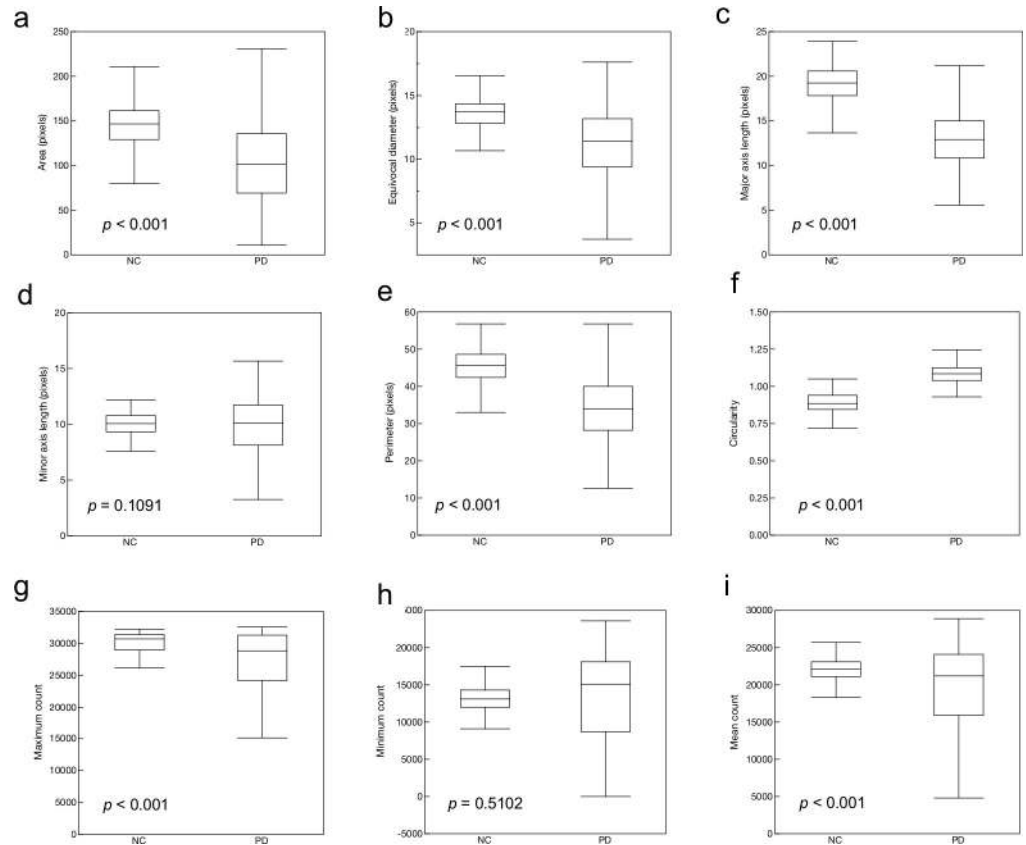 a
250
200
150
100
50
0
Area (pixels)
p < 0.001
NC PD
b
20
15
10
5
Equivocal diameter (pixels)
p < 0.001
NC PD
c
25
20
15
10
5
0
Major axis length (pixels)
p < 0.001
NC PD
d
20
15
10
5
0
Minor axis length (pixels)
p = 0.1091
NC PD
e
60
50
40
30
20
10
0
Perimeter (pixels)
p < 0.001
NC PD
f
1.50
1.25
1.00
0.75
0.50
0.25
0.00
Circularity
p < 0.001
NC PD
g
35000
30000
25000
20000
15000
10000
5000
0
Maximum count
p < 0.001
NC PD
h
20000
15000
10000
5000
0
-5000
Minimum count
p = 0.5102
NC PD
i
35000
30000
25000
20000
15000
10000
5000
0
Mean count
p < 0.001
NC PD